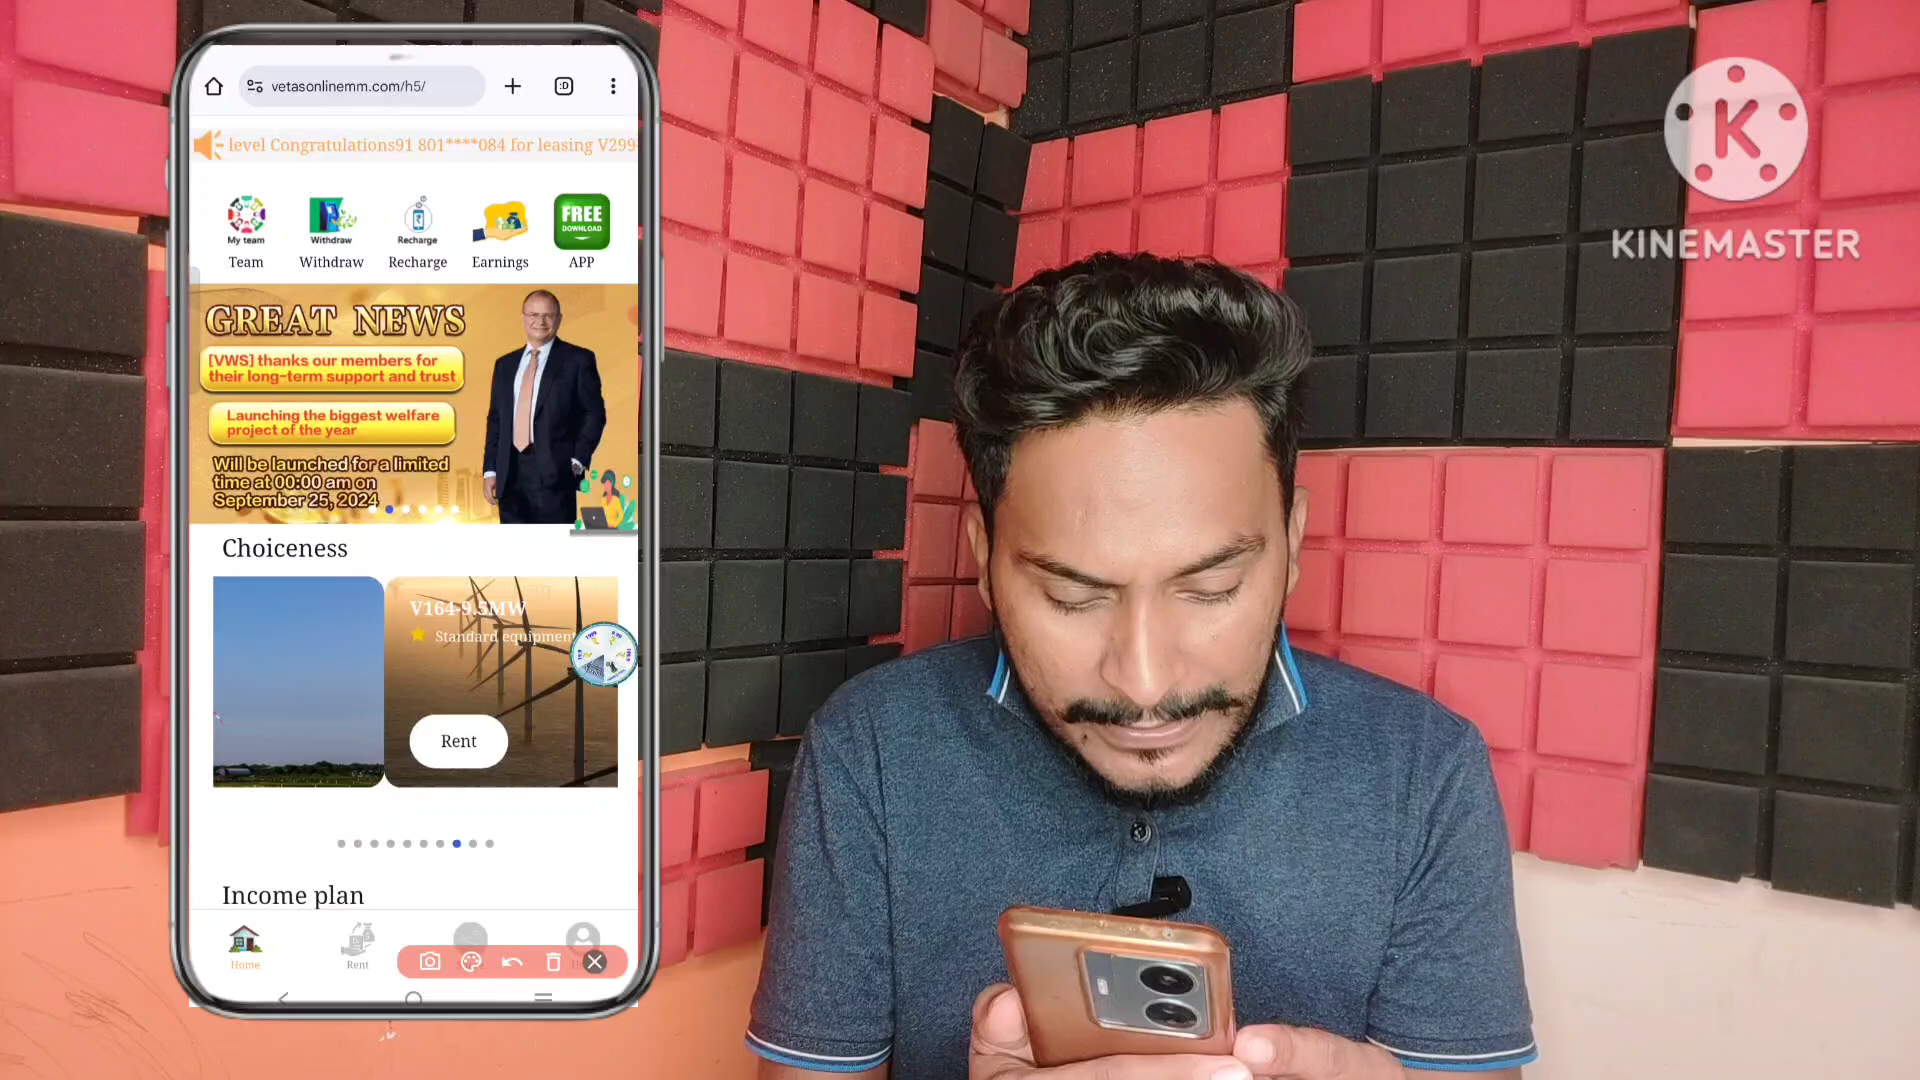 vetasonlinemm.com/h5/
:D
level Congratulations91 801****084 for leasing V299-
My team
Withdraw
Recharge
FREE
DOWNLOAD
Team
Withdraw
Recharge
Earnings
APP
GREAT NEWS
[VWS] thanks our members for
their long-term support and trust
Launching the biggest welfare
project of the year
Will be launched for a limited
time at 00:00 am on
September 25, 2024
Choiceness
V164-9.5MW
Standard equipment
Rent
Income plan
Home
Rent
K
KINEMASTER